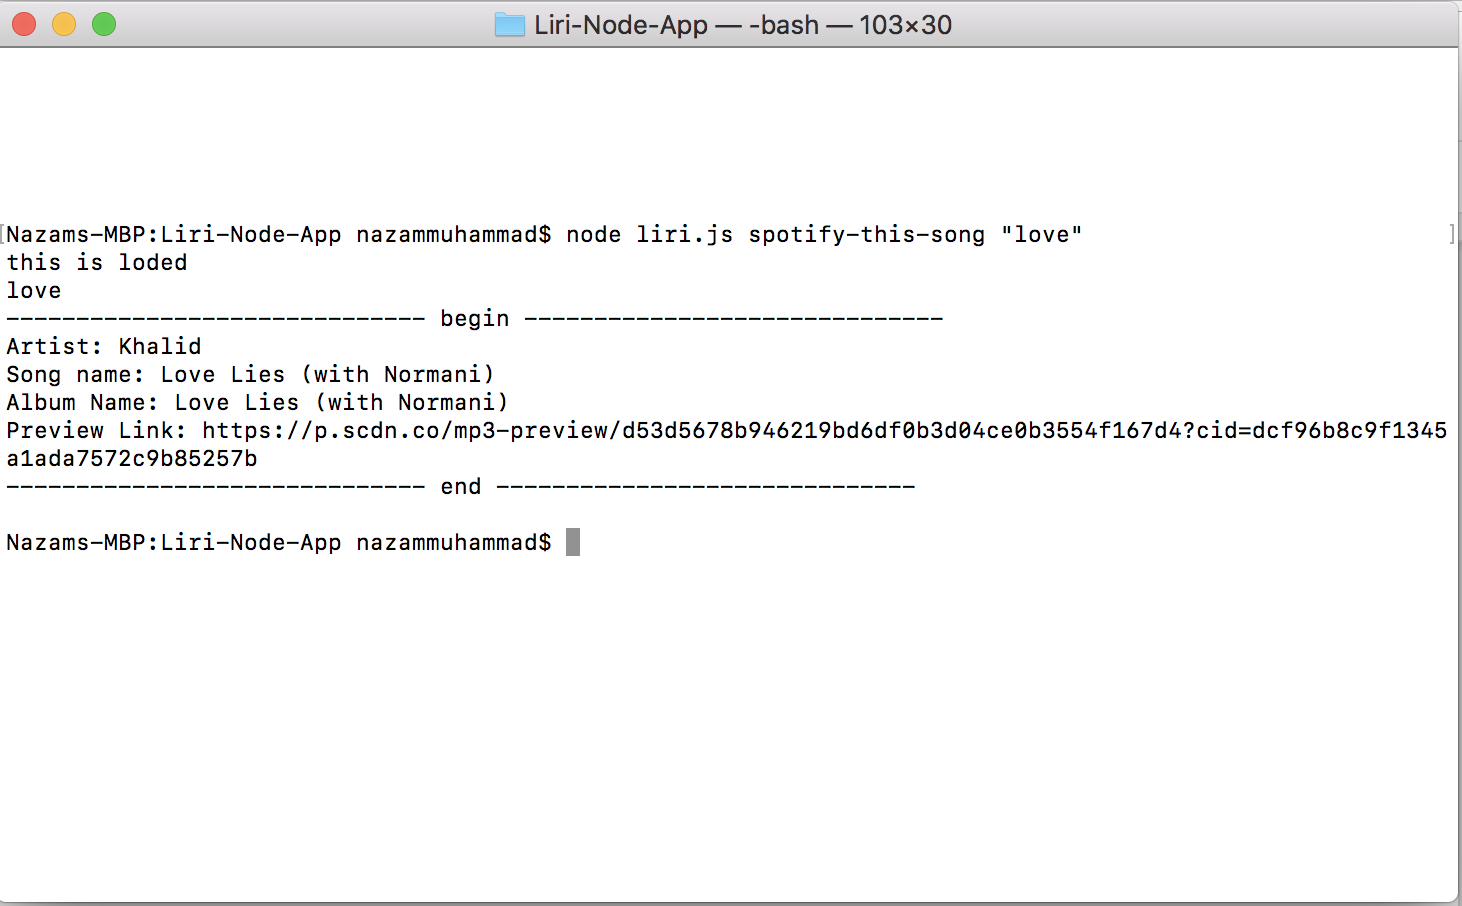 Liri-Node-App — -bash — 103×30
[Nazams-MBP:Liri-Node-App nazammuhammad$ node liri.js spotify-this-song "love" ]
this is loded
love
------------------------------ begin ------------------------------
Artist: Khalid
Song name: Love Lies (with Normani)
Album Name: Love Lies (with Normani)
Preview Link: https://p.scdn.co/mp3-preview/d53d5678b946219bd6df0b3d04ce0b3554f167d4?cid=dcf96b8c9f1345
a1ada7572c9b85257b
------------------------------ end ------------------------------
Nazams-MBP:Liri-Node-App nazammuhammad$